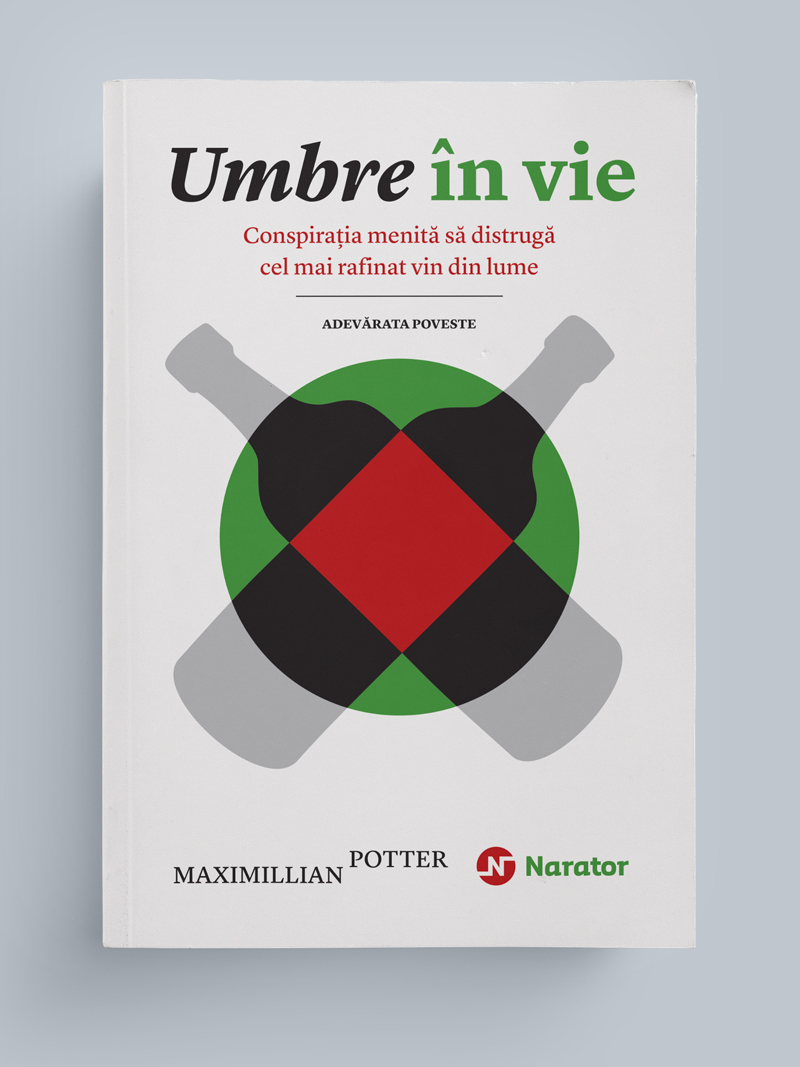 Umbre în vie
Conspirația menită să distrugă
cel mai rafinat vin din lume
ADEVĂRATA POVESTE
MAXIMILLIAN POTTER
N Narator